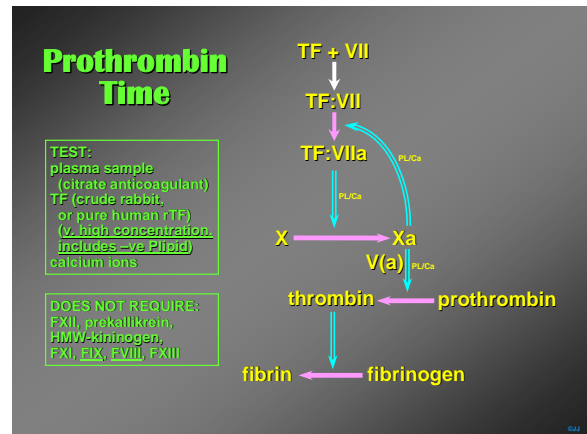 Prothrombin
Time
TEST:
plasma sample
(citrate anticoagulant)
TF (crude rabbit,
or pure human rTF)
(v. high concentration.
includes –ve Plipid)
calcium ions
DOES NOT REQUIRE:
FXII, prekallikrein,
HMW-kininogen,
FXI, FIX, FVIII, FXIII
TF + VII
TF:VII
TF:VIIa
PL/Ca
PL/Ca
X
Xa
V(a)
PL/Ca
thrombin
prothrombin
fibrin
fibrinogen
©JJ